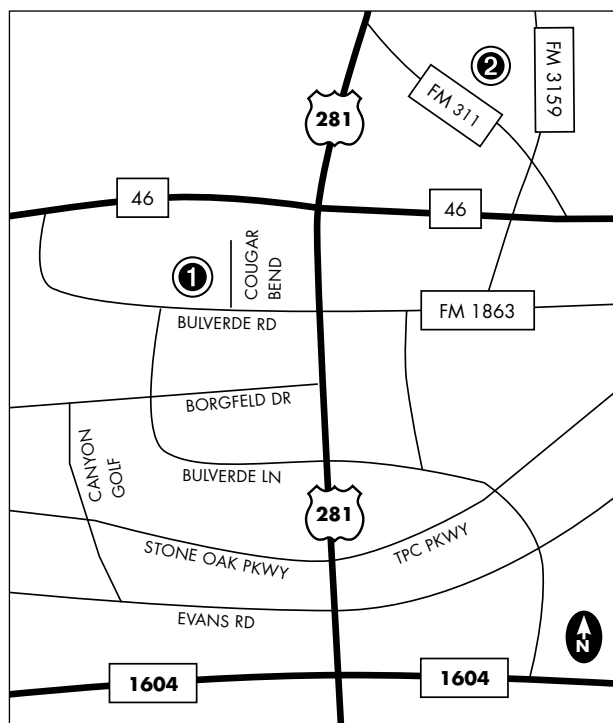 2
FM 3159
FM 311
281
46
46
1
COUGAR
BEND
FM 1863
BULVERDE RD
BORGFELD DR
CANYON
GOLF
BULVERDE LN
281
STONE OAK PKWY
TPC PKWY
EVANS RD
N
1604
1604